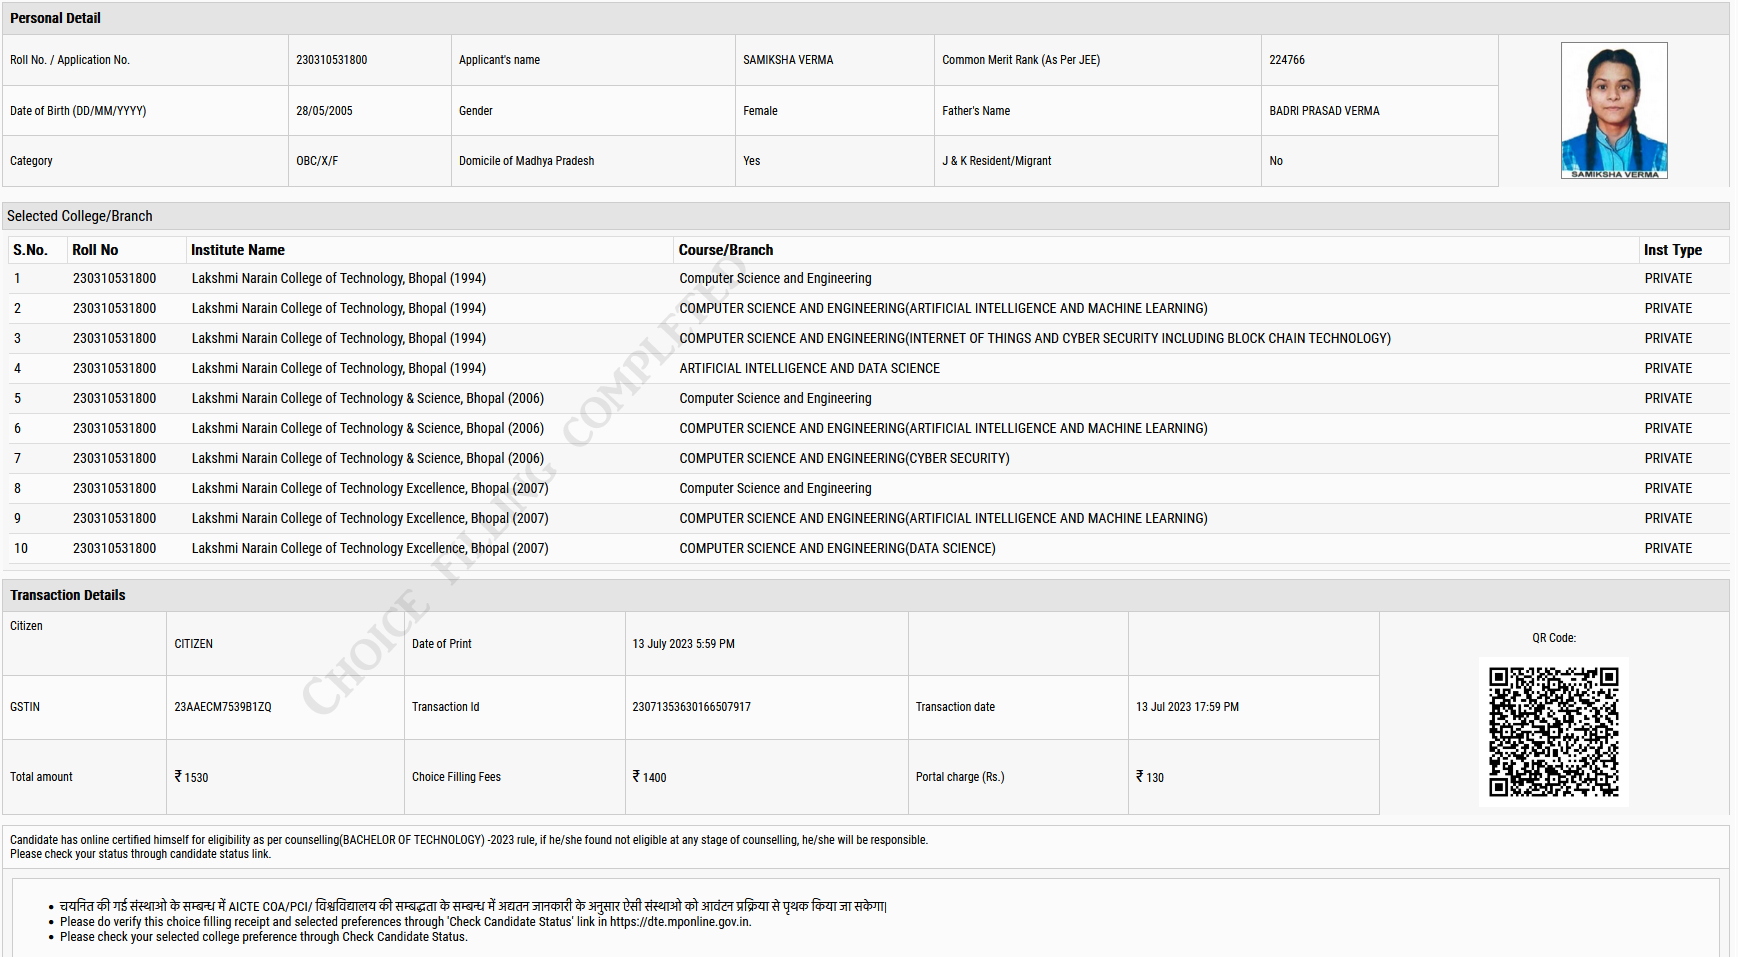 Personal Detail
Roll No. / Application No. 230310531800 Applicant's name SAMIKSHA VERMA Common Merit Rank (As Per JEE) 224766
Date of Birth (DD/MM/YYYY) 28/05/2005 Gender Female Father's Name BADRI PRASAD VERMA
Category OBC/X/F Domicile of Madhya Pradesh Yes J & K Resident/Migrant No
SAMIKSHA VERMA
Selected College/Branch
S.No. Roll No Institute Name Course/Branch Inst Type
1 230310531800 Lakshmi Narain College of Technology, Bhopal (1994) Computer Science and Engineering PRIVATE
2 230310531800 Lakshmi Narain College of Technology, Bhopal (1994) COMPUTER SCIENCE AND ENGINEERING(ARTIFICIAL INTELLIGENCE AND MACHINE LEARNING) PRIVATE
3 230310531800 Lakshmi Narain College of Technology, Bhopal (1994) COMPUTER SCIENCE AND ENGINEERING(INTERNET OF THINGS AND CYBER SECURITY INCLUDING BLOCK CHAIN TECHNOLOGY) PRIVATE
4 230310531800 Lakshmi Narain College of Technology, Bhopal (1994) ARTIFICIAL INTELLIGENCE AND DATA SCIENCE PRIVATE
5 230310531800 Lakshmi Narain College of Technology & Science, Bhopal (2006) Computer Science and Engineering PRIVATE
6 230310531800 Lakshmi Narain College of Technology & Science, Bhopal (2006) COMPUTER SCIENCE AND ENGINEERING(ARTIFICIAL INTELLIGENCE AND MACHINE LEARNING) PRIVATE
7 230310531800 Lakshmi Narain College of Technology & Science, Bhopal (2006) COMPUTER SCIENCE AND ENGINEERING(CYBER SECURITY) PRIVATE
8 230310531800 Lakshmi Narain College of Technology Excellence, Bhopal (2007) Computer Science and Engineering PRIVATE
9 230310531800 Lakshmi Narain College of Technology Excellence, Bhopal (2007) COMPUTER SCIENCE AND ENGINEERING(ARTIFICIAL INTELLIGENCE AND MACHINE LEARNING) PRIVATE
10 230310531800 Lakshmi Narain College of Technology Excellence, Bhopal (2007) COMPUTER SCIENCE AND ENGINEERING(DATA SCIENCE) PRIVATE
CHOICE FILLING COMPLETED
Transaction Details
Citizen CITIZEN Date of Print 13 July 2023 5:59 PM
QR Code:
GSTIN 23AAECM7539B1ZQ Transaction Id 23071353630166507917 Transaction date 13 Jul 2023 17:59 PM
Total amount ₹ 1530 Choice Filling Fees ₹ 1400 Portal charge (Rs.) ₹ 130
Candidate has online certified himself for eligibility as per counselling(BACHELOR OF TECHNOLOGY) -2023 rule, if he/she found not eligible at any stage of counselling, he/she will be responsible.
Please check your status through candidate status link.
• चयनित की गई संस्थाओ के सम्बन्ध में AICTE COA/PCI/ विश्वविद्यालय की सम्बद्धता के सम्बन्ध में अद्यतन जानकारी के अनुसार ऐसी संस्थाओ को आवंटन प्रक्रिया से पृथक किया जा सकेगा|
• Please do verify this choice filling receipt and selected preferences through 'Check Candidate Status' link in https://dte.mponline.gov.in.
• Please check your selected college preference through Check Candidate Status.